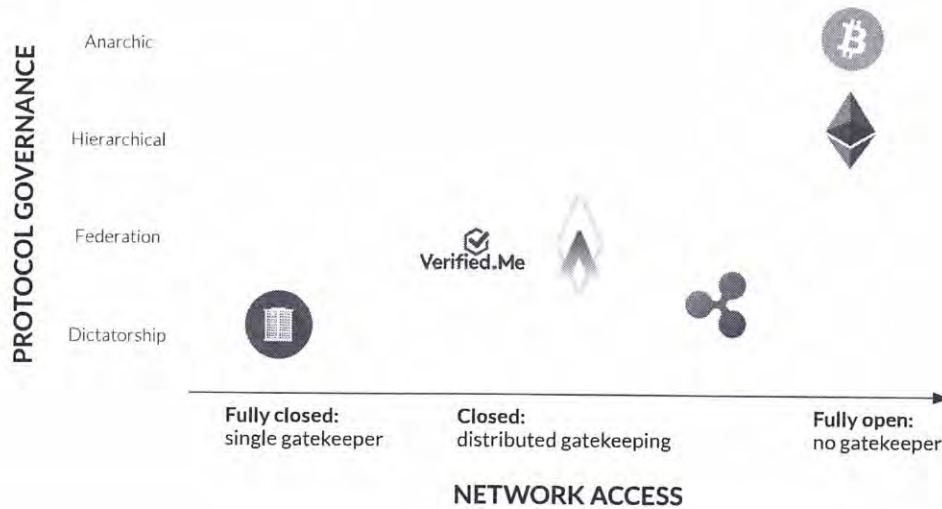 PROTOCOL GOVERNANCE
Anarchic
Hierarchical
Federation
Dictatorship
Verified.Me
Fully closed:
single gatekeeper
Closed:
distributed gatekeeping
Fully open:
no gatekeeper
NETWORK ACCESS